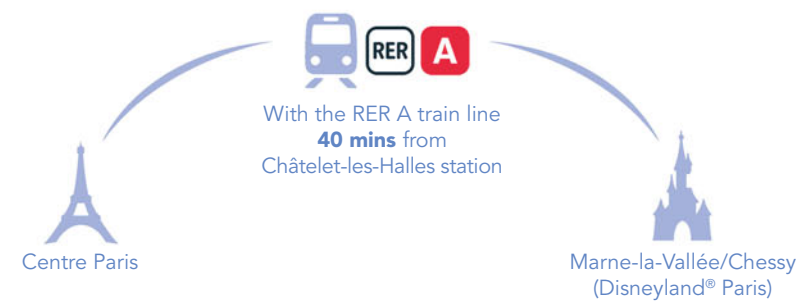 RER A
With the RER A train line
40 mins from
Châtelet-les-Halles station
Centre Paris
Marne-la-Vallée/Chessy
(Disneyland® Paris)